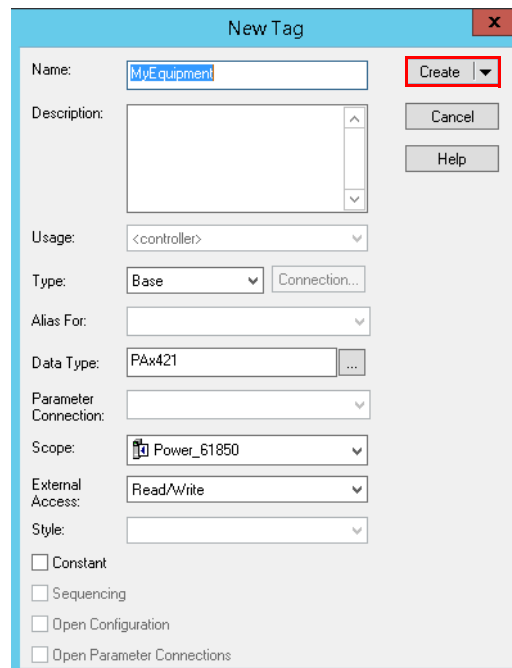 New Tag
x
Name:
MyEquipment
Create
Description:
Cancel
Help
Usage:
<controller>
Type:
Base
Connection...
Alias For:
Data Type:
PAx421
...
Parameter
Connection:
Scope:
Power_61850
External
Access:
Read/Write
Style:
Constant
Sequencing
Open Configuration
Open Parameter Connections